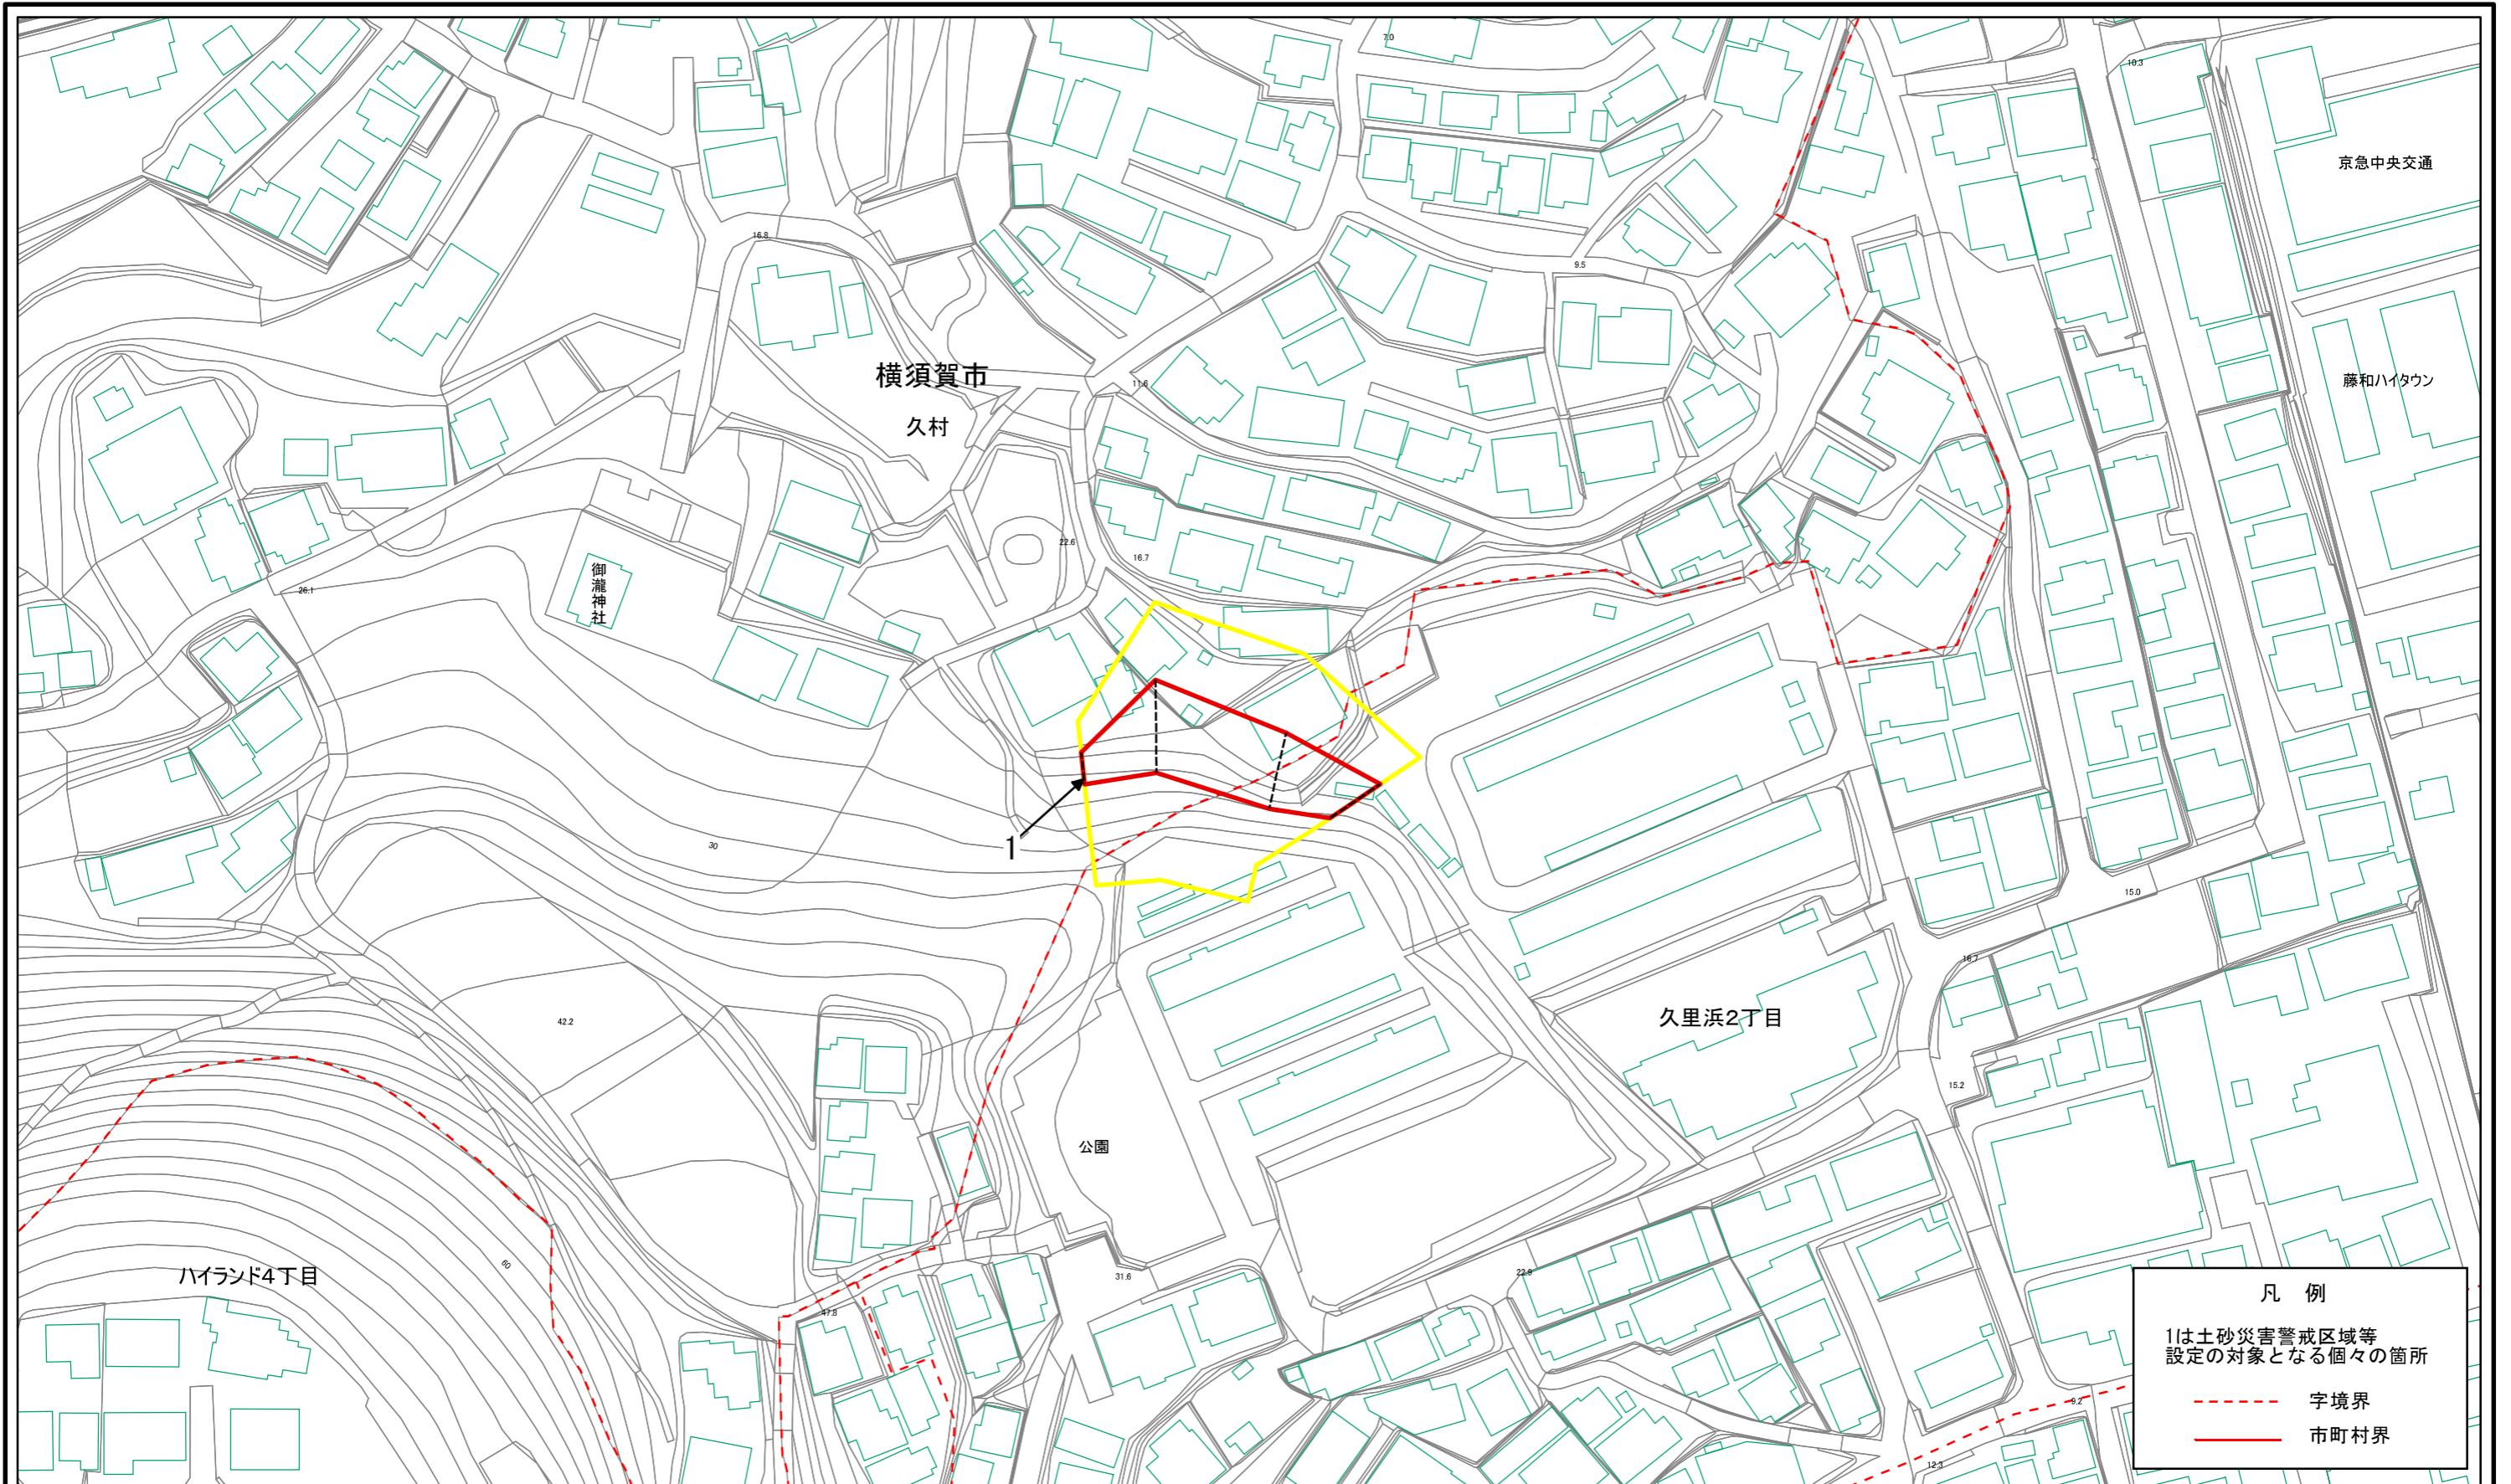 7.0
10.3
京急中央交通
16.8
9.5
横須賀市
11.6
藤和ハイタウン
久村
22.6
16.7
御瀧神社
26.1
1
30
15.0
16.7
42.2
久里浜2丁目
15.2
公園
60
ハイランド4丁目
31.6
22.9
47.8
凡 例
1は土砂災害警戒区域等
設定の対象となる個々の箇所
字境界
9.2
市町村界
12.3